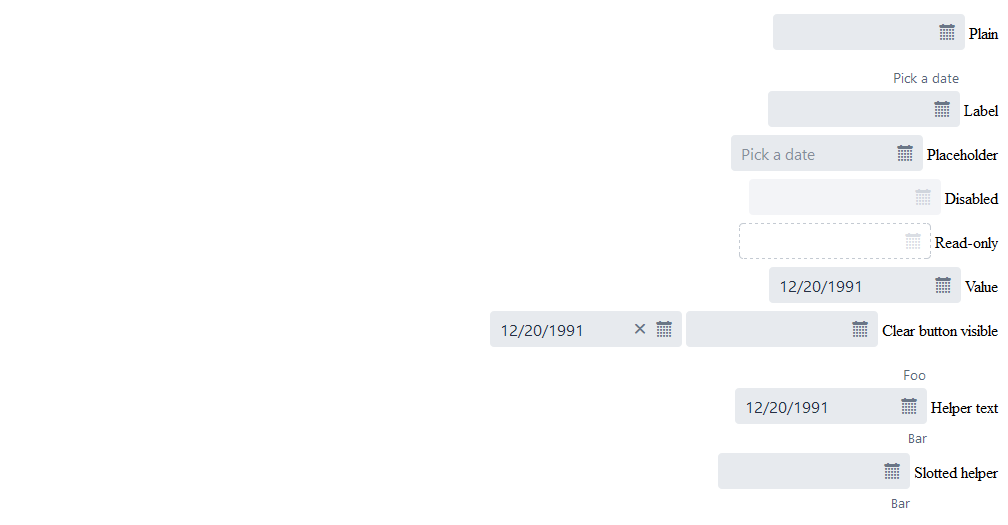 Plain
Pick a date
Label
Pick a date Placeholder
Disabled
Read-only
12/20/1991 Value
12/20/1991 Clear button visible
Foo
12/20/1991 Helper text
Bar
Slotted helper
Bar